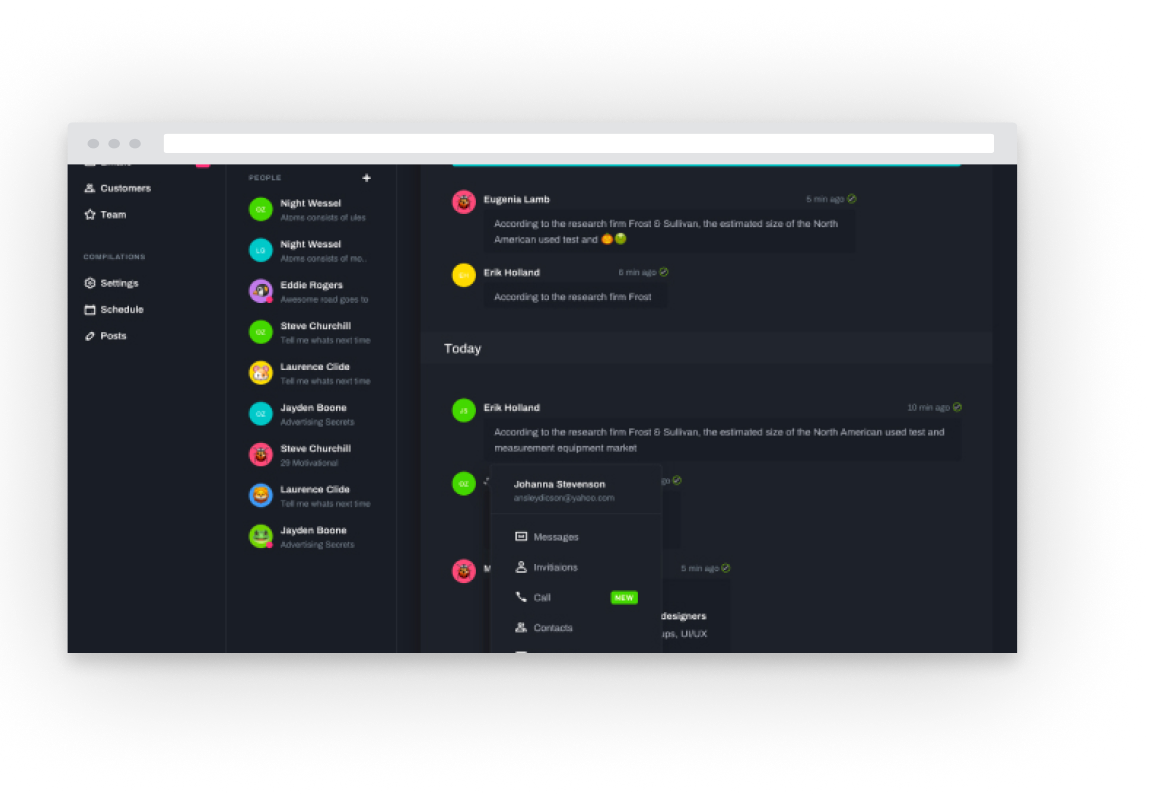 Customers
Team
COMPILATIONS
Settings
Schedule
Posts
PEOPLE
+
OZ
Night Wessel
Atoms consists of ules
LG
Night Wessel
Atoms consists of mo..
Eddie Rogers
Awesome road goes to
OZ
Steve Churchill
Tell me whats next time
Laurence Clide
Tell me whats next time
OZ
Jayden Boone
Advertising Secrets
Steve Churchill
29 Motivational
Laurence Clide
Tell me whats next time
Jayden Boone
Advertising Secrets
Eugenia Lamb
5 min ago
According to the research firm Frost & Sullivan, the estimated size of the North
American used test and 🎃🍏
Erik Holland
6 min ago
According to the research firm Frost
Today
JS
Erik Holland
10 min ago
According to the research firm Frost & Sullivan, the estimated size of the North American used test and
measurement equipment market
OZ
Johanna Stevenson
ansleydicson@yahoo.com
Messages
Invitiaions
Call
NEW
Contacts
5 min ago
designers
UI/UX